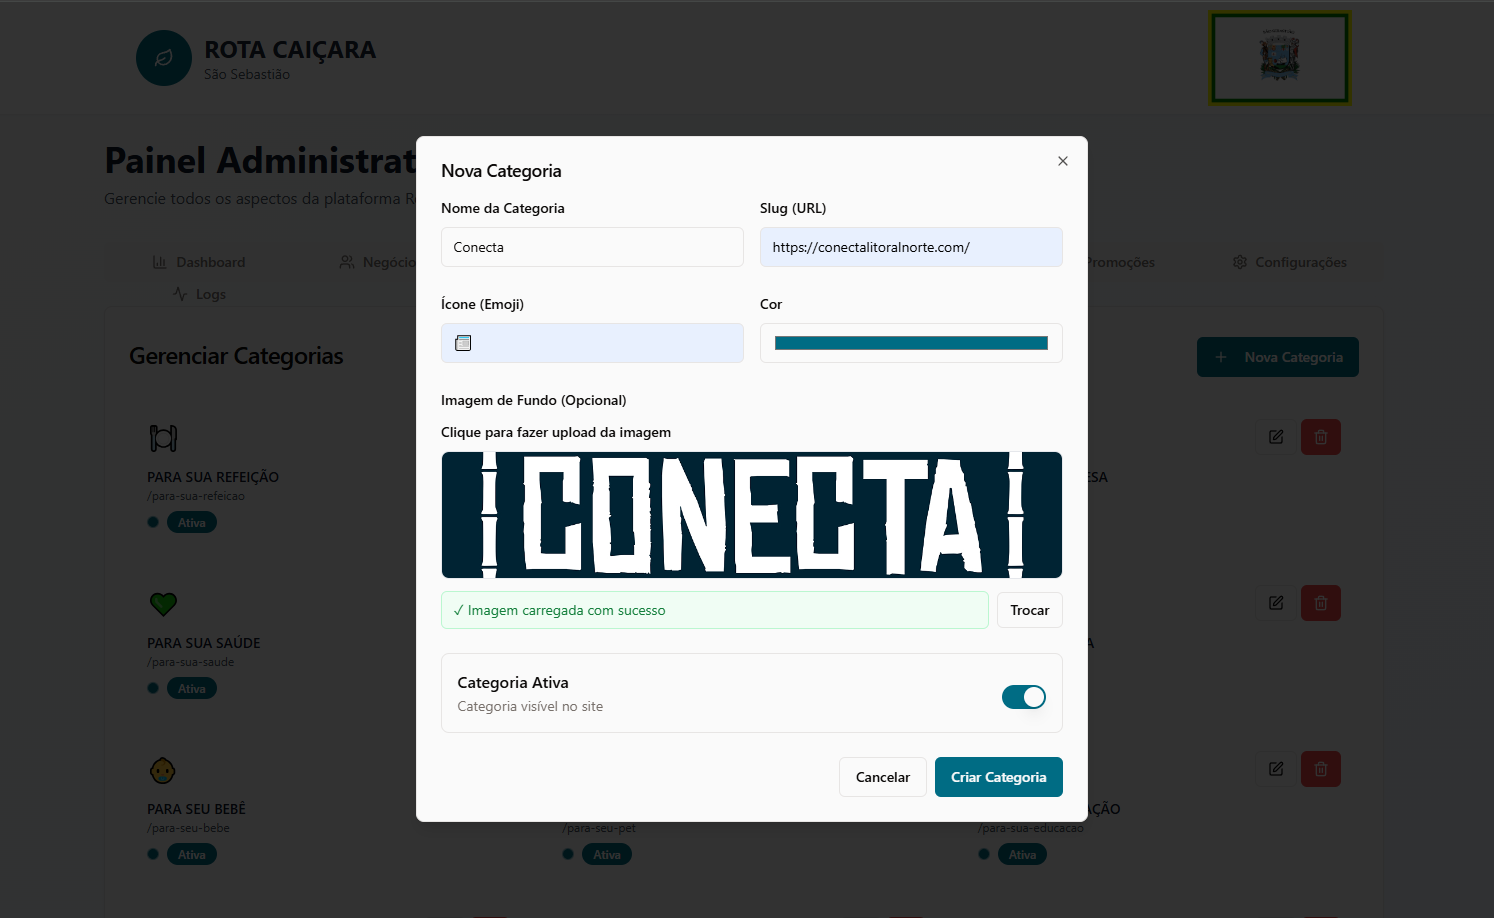 ROTA CAIÇARA
São Sebastião
Painel Administrat
Gerencie todos os aspectos da plataforma R
Dashboard
Negócio
Promoções
Configurações
Logs
Gerenciar Categorias
+ Nova Categoria
PARA SUA REFEIÇÃO
/para-sua-refeicao
Ativa
ESA
PARA SUA SAÚDE
/para-sua-saude
Ativa
A
PARA SEU BEBÊ
/para-seu-bebe
Ativa
/para-seu-pet
Ativa
AÇÃO
/para-sua-educacao
Ativa
Nova Categoria
Nome da Categoria
Conecta
Slug (URL)
https://conectalitoralnorte.com/
Ícone (Emoji)
Cor
Imagem de Fundo (Opcional)
Clique para fazer upload da imagem
CONECTA
✓ Imagem carregada com sucesso
Trocar
Categoria Ativa
Categoria visível no site
Cancelar
Criar Categoria